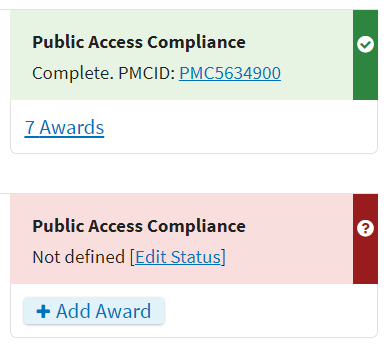 Public Access Compliance
Complete. PMCID: PMC5634900
7 Awards
Public Access Compliance
Not defined [Edit Status]
+ Add Award